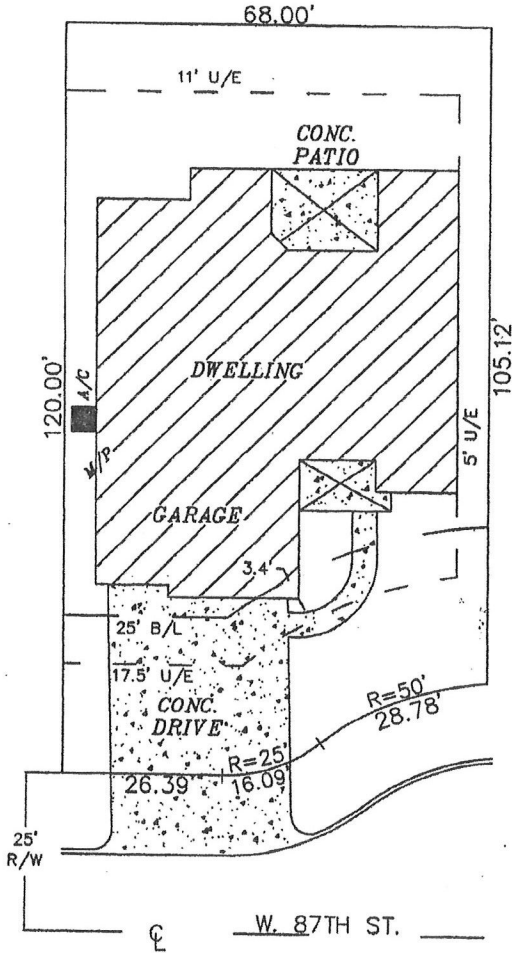 68.00'
11' U/E
CONC.
PATIO
120.00'
A/C
DWELLING
105.12'
M/P
5' U/E
GARAGE
3.4'
25' B/L
17.5' U/E
CONC.
DRIVE
R=50'
28.78'
R=25'
26.39'
16.09'
25'
R/W
℄
W. 87TH ST.